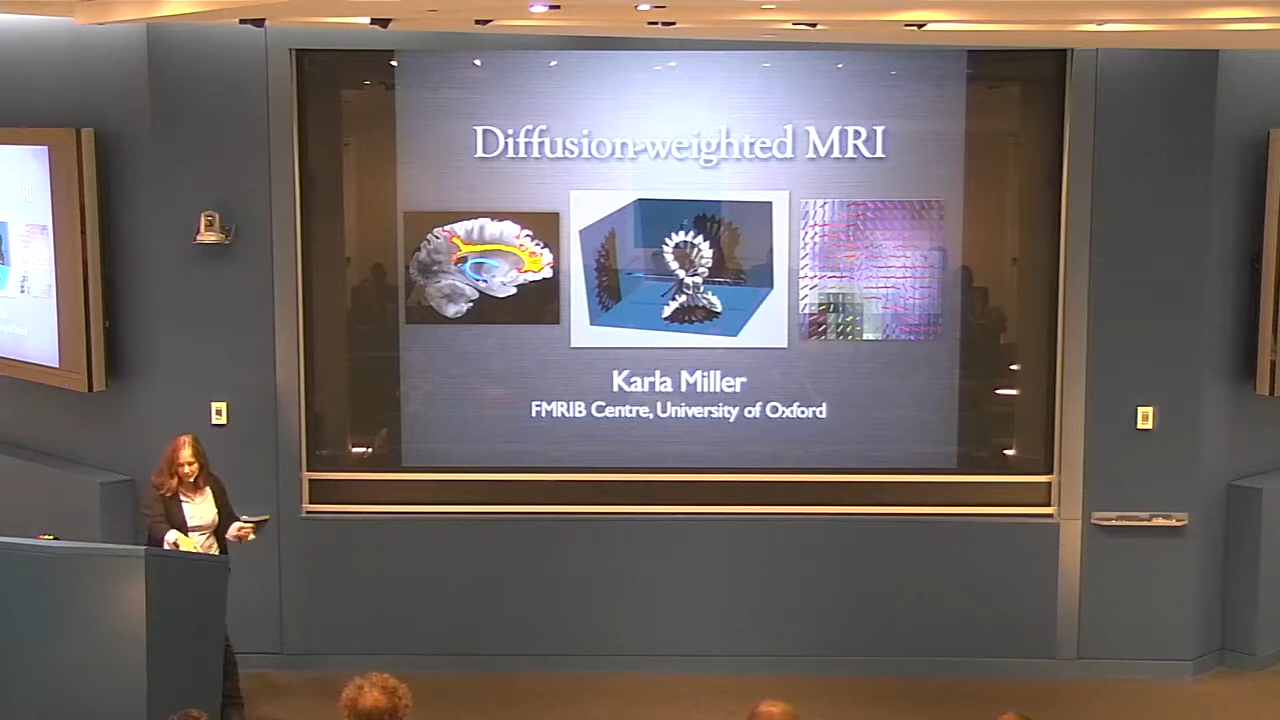 Diffusion-weighted MRI
Karla Miller
FMRIB Centre, University of Oxford